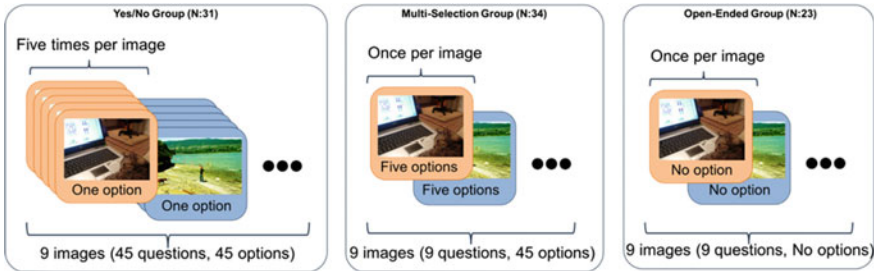 Yes/No Group (N:31)
Five times per image
One option
One option
9 images (45 questions, 45 options)
Multi-Selection Group (N:34)
Once per image
Five options
Five options
9 images (9 questions, 45 options)
Open-Ended Group (N:23)
Once per image
No option
No option
9 images (9 questions, No options)